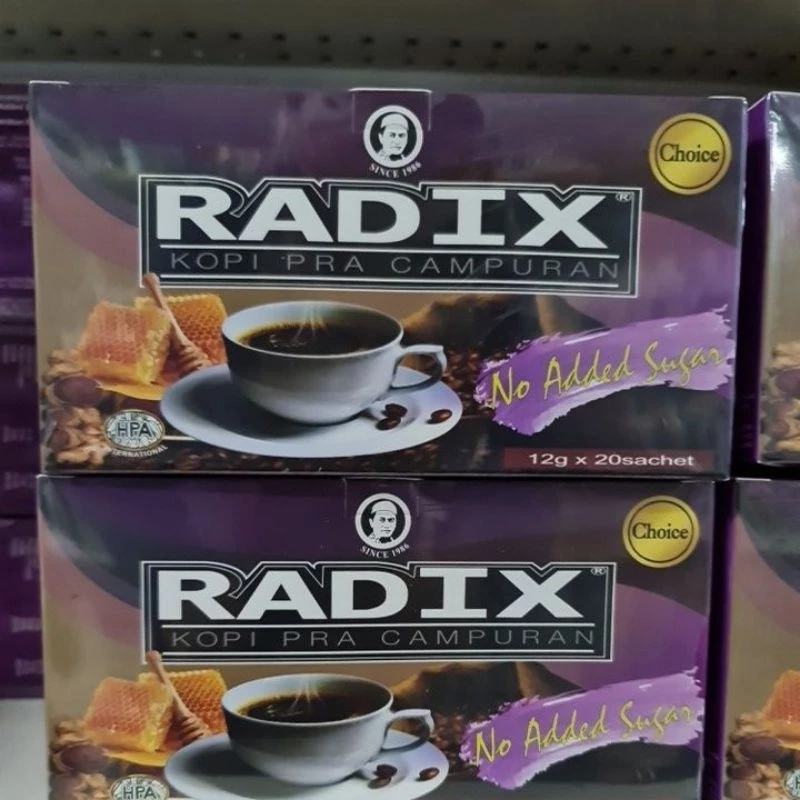 SINCE 1986
Choice
RADIX®
KOPI PRA CAMPURAN
No Added Sugar
HPA
INTERNATIONAL
12g x 20sachet
SINCE 1986
Choice
RADIX®
KOPI PRA CAMPURAN
No Added Sugar
HPA